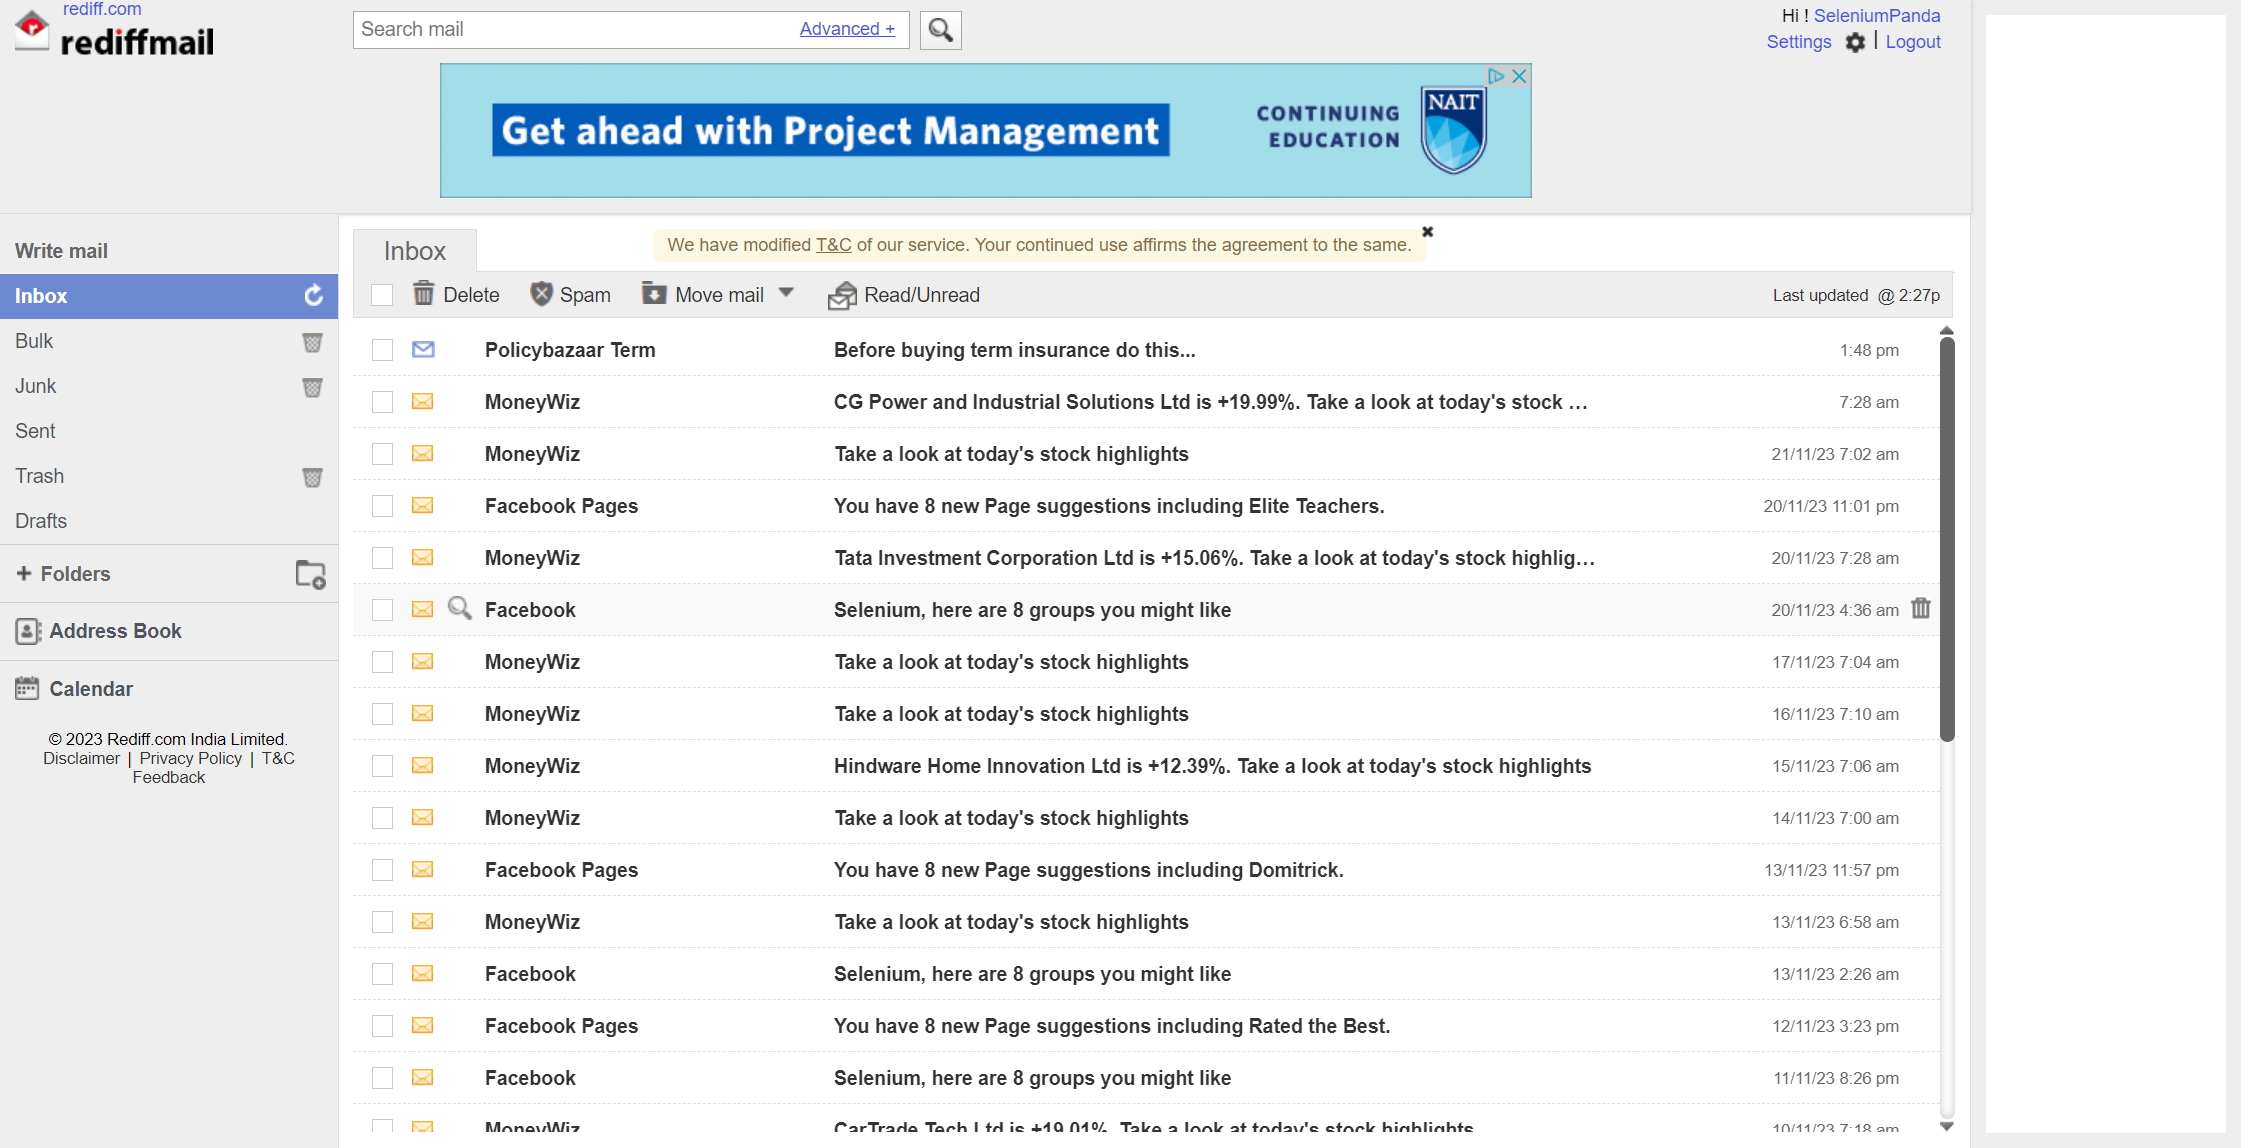 rediff.com
rediffmail
Search mail Advanced +
Hi ! SeleniumPanda
Settings | Logout
Get ahead with Project Management
CONTINUING
EDUCATION
NAIT
Write mail
Inbox
Bulk
Junk
Sent
Trash
Drafts
+ Folders
Address Book
Calendar
© 2023 Rediff.com India Limited.
Disclaimer | Privacy Policy | T&C
Feedback
Inbox
We have modified T&C of our service. Your continued use affirms the agreement to the same.
Delete Spam Move mail Read/Unread Last updated @ 2:27p
Policybazaar Term Before buying term insurance do this... 1:48 pm
MoneyWiz CG Power and Industrial Solutions Ltd is +19.99%. Take a look at today's stock … 7:28 am
MoneyWiz Take a look at today's stock highlights 21/11/23 7:02 am
Facebook Pages You have 8 new Page suggestions including Elite Teachers. 20/11/23 11:01 pm
MoneyWiz Tata Investment Corporation Ltd is +15.06%. Take a look at today's stock highlig… 20/11/23 7:28 am
Facebook Selenium, here are 8 groups you might like 20/11/23 4:36 am
MoneyWiz Take a look at today's stock highlights 17/11/23 7:04 am
MoneyWiz Take a look at today's stock highlights 16/11/23 7:10 am
MoneyWiz Hindware Home Innovation Ltd is +12.39%. Take a look at today's stock highlights 15/11/23 7:06 am
MoneyWiz Take a look at today's stock highlights 14/11/23 7:00 am
Facebook Pages You have 8 new Page suggestions including Domitrick. 13/11/23 11:57 pm
MoneyWiz Take a look at today's stock highlights 13/11/23 6:58 am
Facebook Selenium, here are 8 groups you might like 13/11/23 2:26 am
Facebook Pages You have 8 new Page suggestions including Rated the Best. 12/11/23 3:23 pm
Facebook Selenium, here are 8 groups you might like 11/11/23 8:26 pm
MoneyWiz CarTrade Tech Ltd is +19.01%. Take a look at today's stock highlights 10/11/23 7:18 am